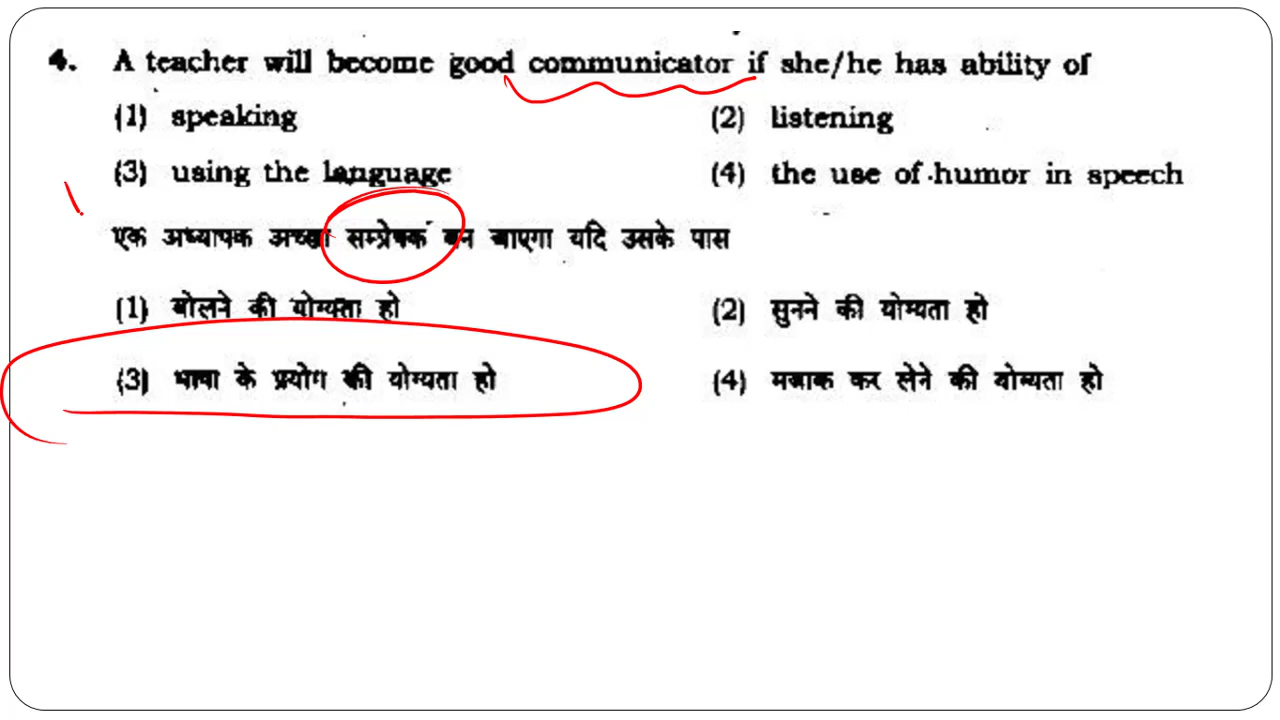 4. A teacher will become good communicator if she/he has ability of
(1) speaking (2) listening
(3) using the language (4) the use of humor in speech
एक अध्यापक अच्छा सम्प्रेषक बन जाएगा यदि उसके पास
(1) बोलने की योग्यता हो (2) सुनने की योग्यता हो
(3) भाषा के प्रयोग की योग्यता हो (4) मजाक कर लेने की योग्यता हो